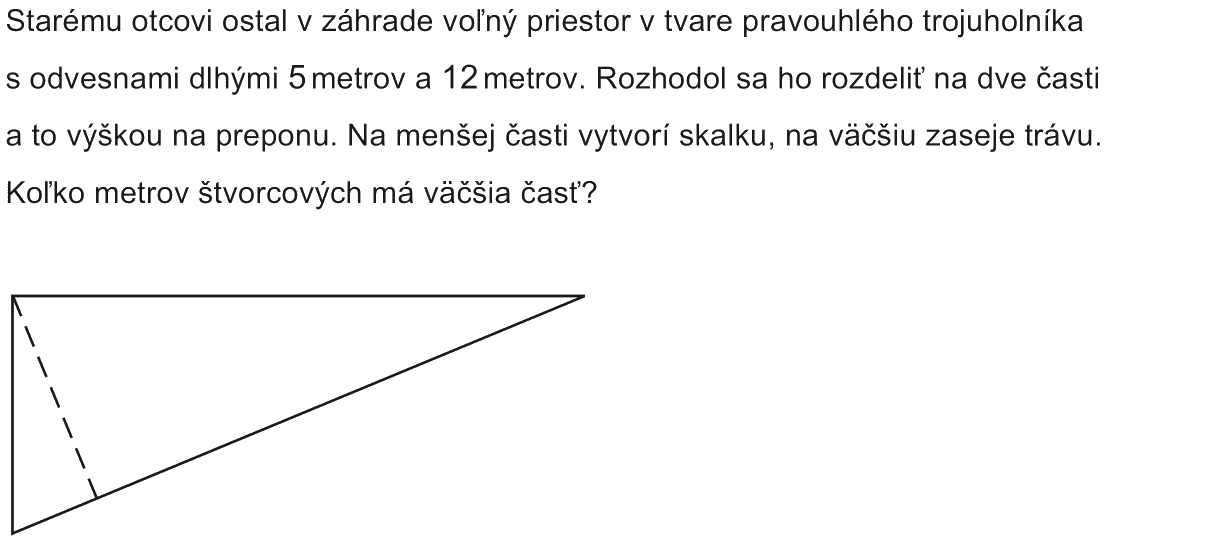 Starému otcovi ostal v záhrade voľný priestor v tvare pravouhlého trojuholníka
s odvesnami dlhými 5 metrov a 12 metrov. Rozhodol sa ho rozdeliť na dve časti
a to výškou na preponu. Na menšej časti vytvorí skalku, na väčšiu zaseje trávu.
Koľko metrov štvorcových má väčšia časť?